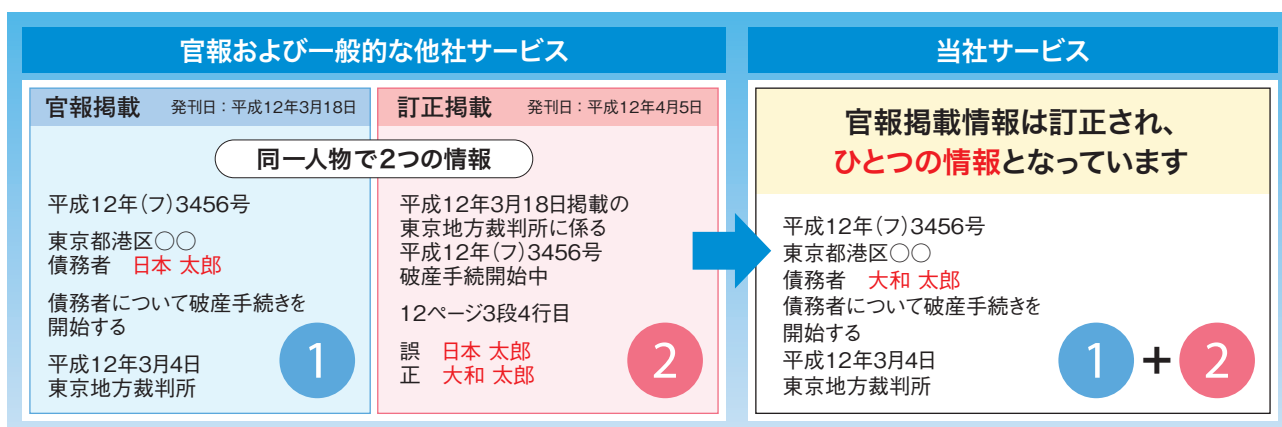 官報および一般的な他社サービス
官報掲載 発刊日：平成12年3月18日
訂正掲載 発刊日：平成12年4月5日
同一人物で2つの情報
平成12年（フ）3456号
東京都港区○○
債務者 日本 太郎
債務者について破産手続きを
開始する
平成12年3月4日
東京地方裁判所
1
平成12年3月18日掲載の
東京地方裁判所に係る
平成12年（フ）3456号
破産手続開始中
12ページ3段4行目
誤 日本 太郎
正 大和 太郎
2
当社サービス
官報掲載情報は訂正され、
ひとつの情報となっています
平成12年（フ）3456号
東京都港区○○
債務者 大和 太郎
債務者について破産手続きを
開始する
平成12年3月4日
東京地方裁判所
1+2